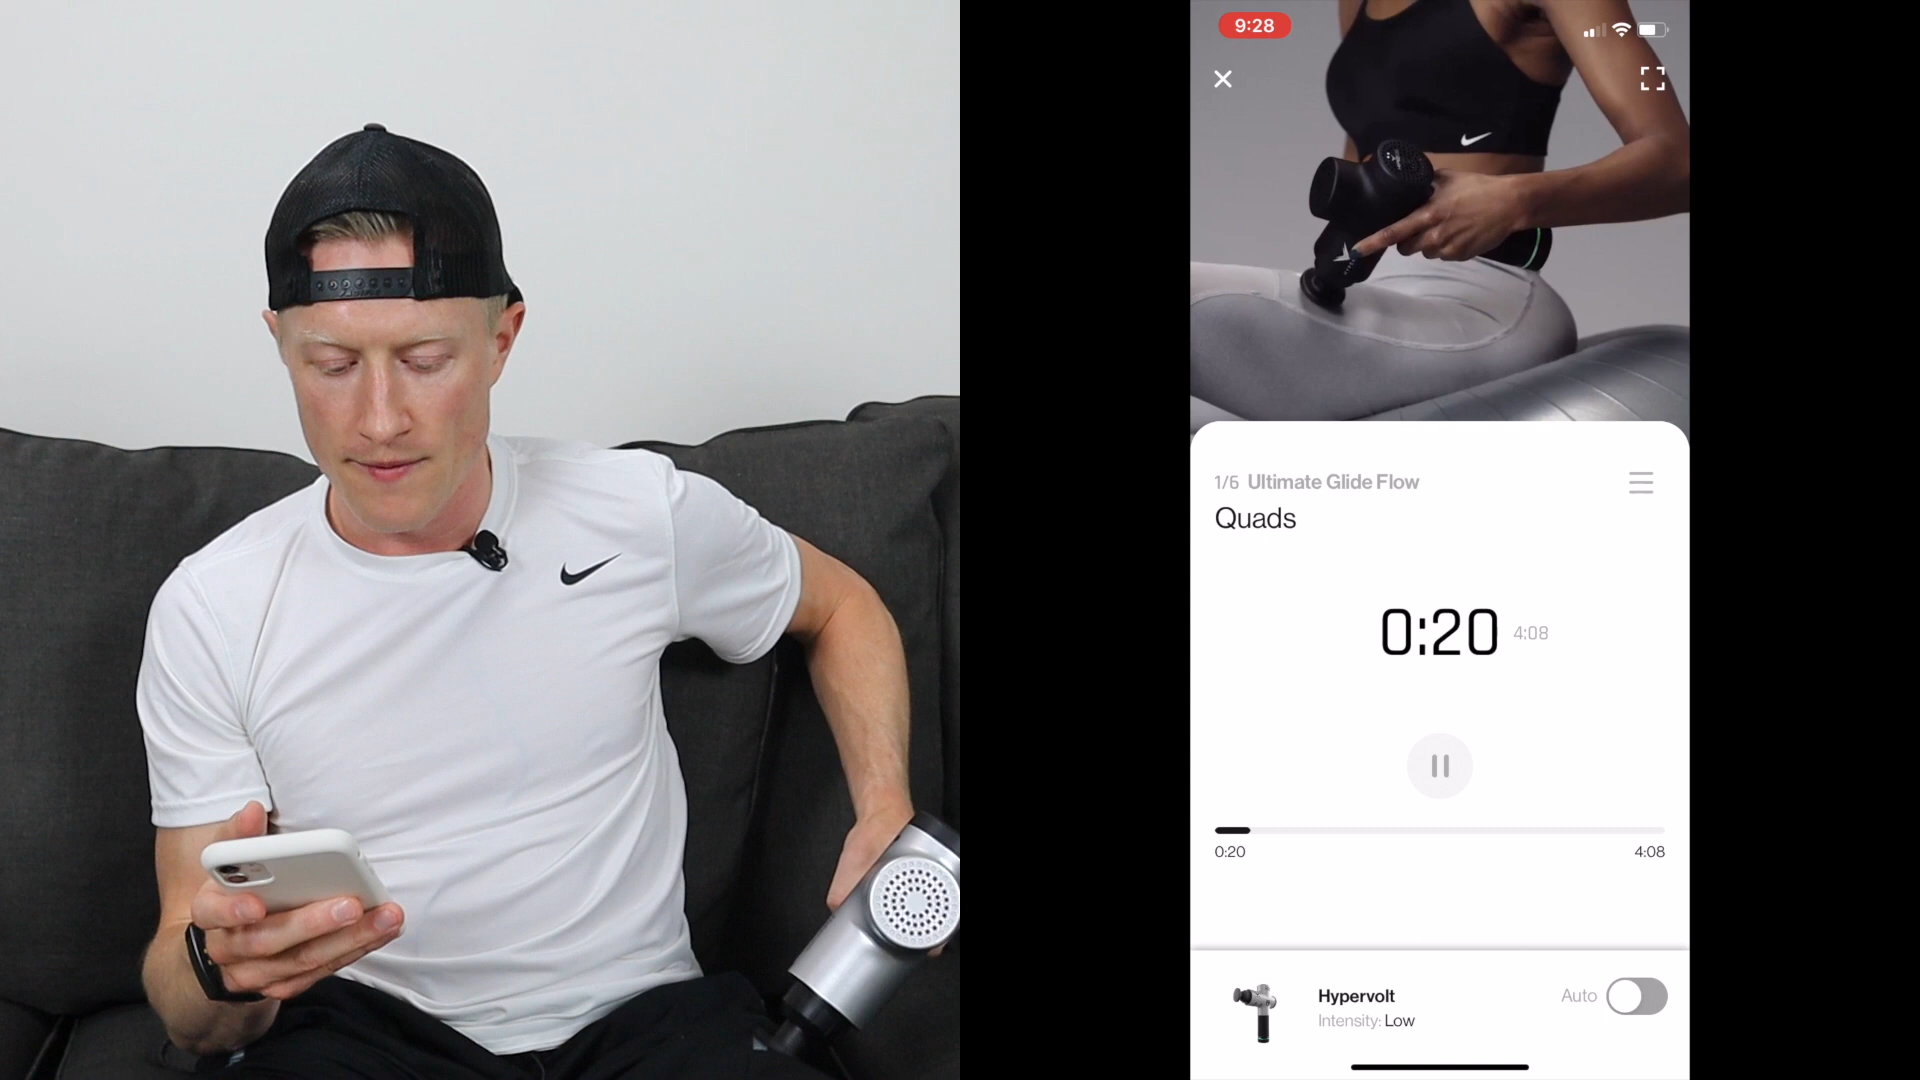 9:28
1/6 Ultimate Glide Flow
Quads
0:20 4:08
0:20 4:08
Hypervolt
Intensity: Low
Auto